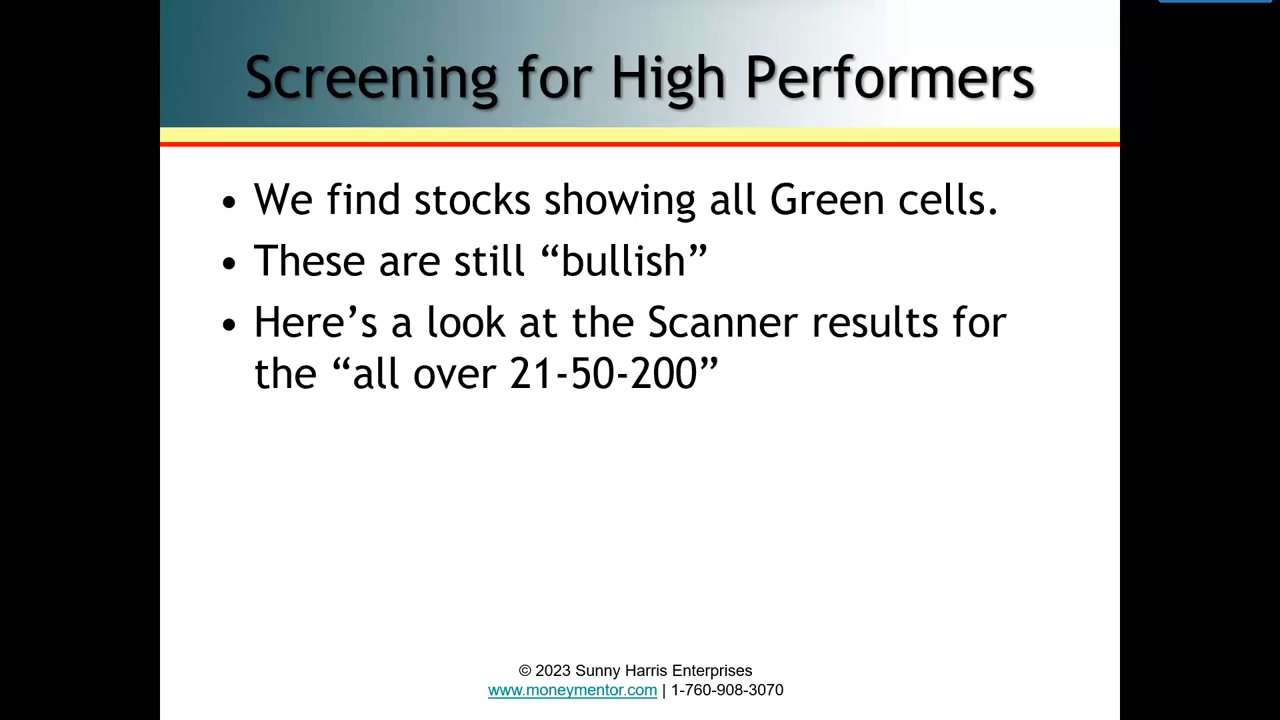 Screening for High Performers
• We find stocks showing all Green cells.
• These are still “bullish”
• Here’s a look at the Scanner results for
the “all over 21-50-200”
© 2023 Sunny Harris Enterprises
www.moneymentor.com | 1-760-908-3070